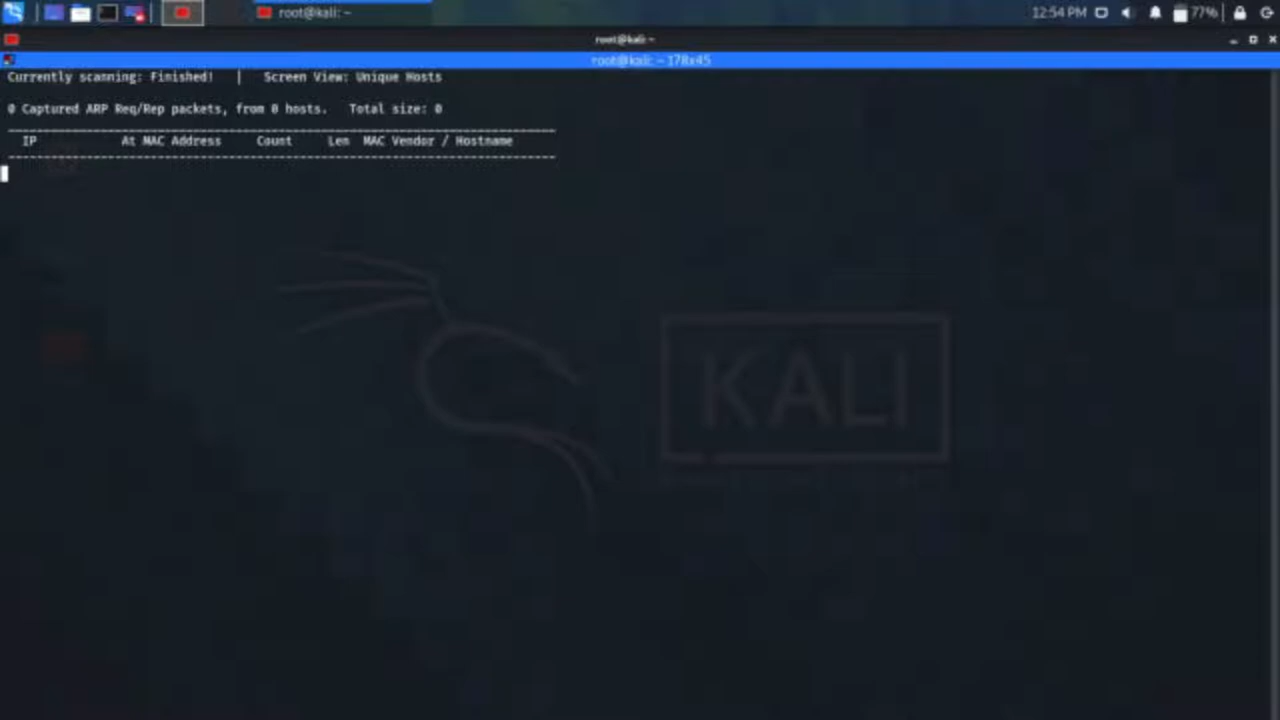 root@kali: ~
12:54 PM
77%
root@kali: ~
root@kali: ~ 178x45
Currently scanning: Finished! | Screen View: Unique Hosts
0 Captured ARP Req/Rep packets, from 0 hosts. Total size: 0
IP At MAC Address Count Len MAC Vendor / Hostname
KALI